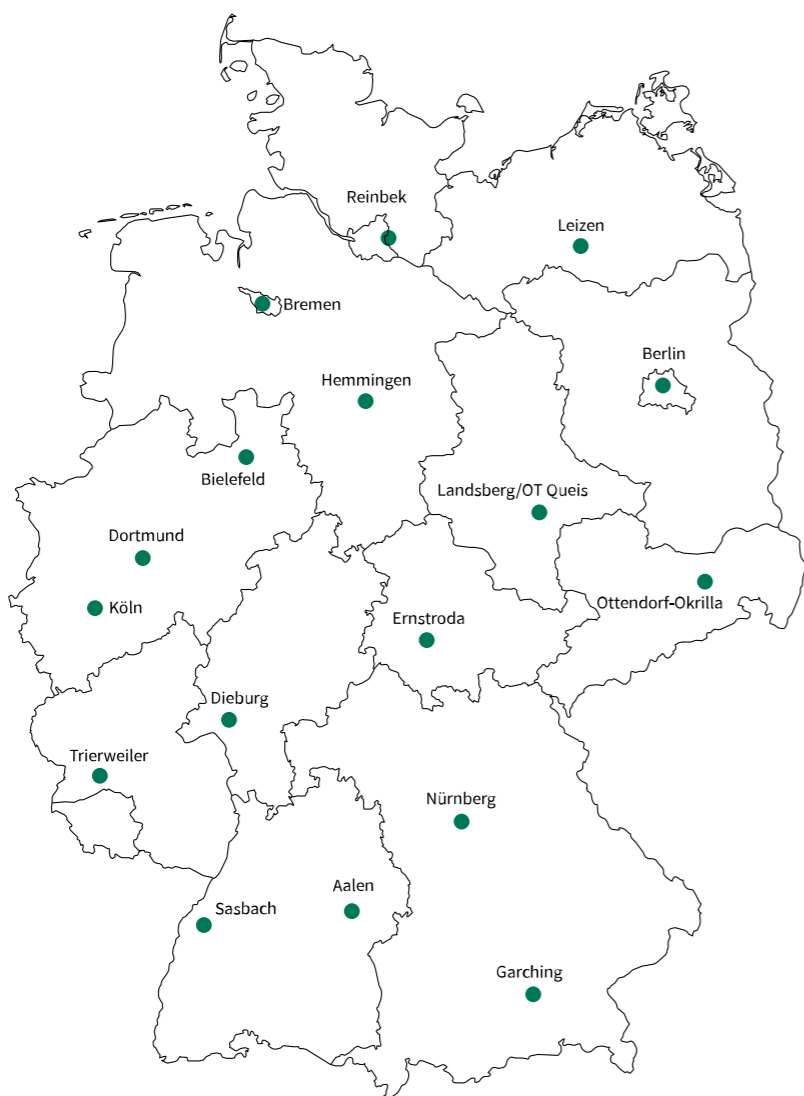 Reinbek
Leizen
Bremen
Berlin
Hemmingen
Bielefeld
Landsberg/OT Queis
Dortmund
Köln
Ottendorf-Okrilla
Ernstroda
Dieburg
Trierweiler
Nürnberg
Aalen
Sasbach
Garching